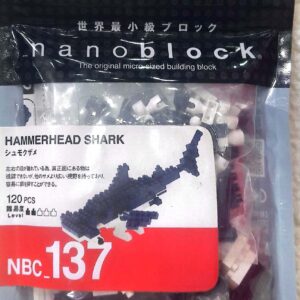 世界最小級ブロック
nanoblock
The original micro-sized building block
HAMMERHEAD SHARK
シュモクザメ
120 PCS
難易度
Level
NBC_137